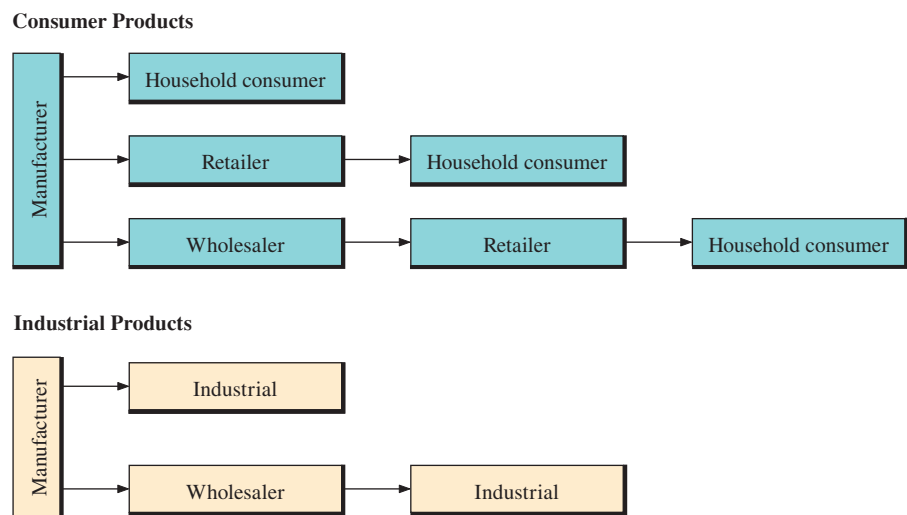 Consumer Products
Manufacturer
Household consumer
Retailer
Household consumer
Wholesaler
Retailer
Household consumer
Industrial Products
Manufacturer
Industrial
Wholesaler
Industrial